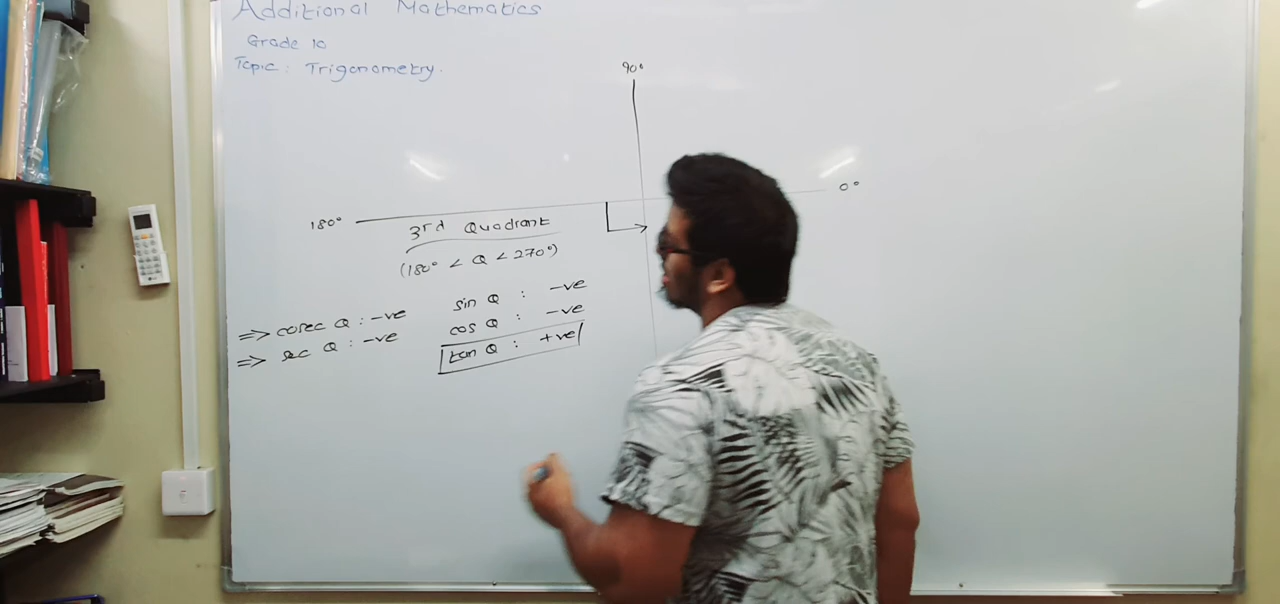 Additional Mathematics
Grade 10
Topic : Trigonometry.
90°
0°
180°
3rd Quadrant
(180° < Q < 270°)
sin Q : -ve
cos Q : -ve
tan Q : +ve
=> cosec Q : -ve
=> sec Q : -ve